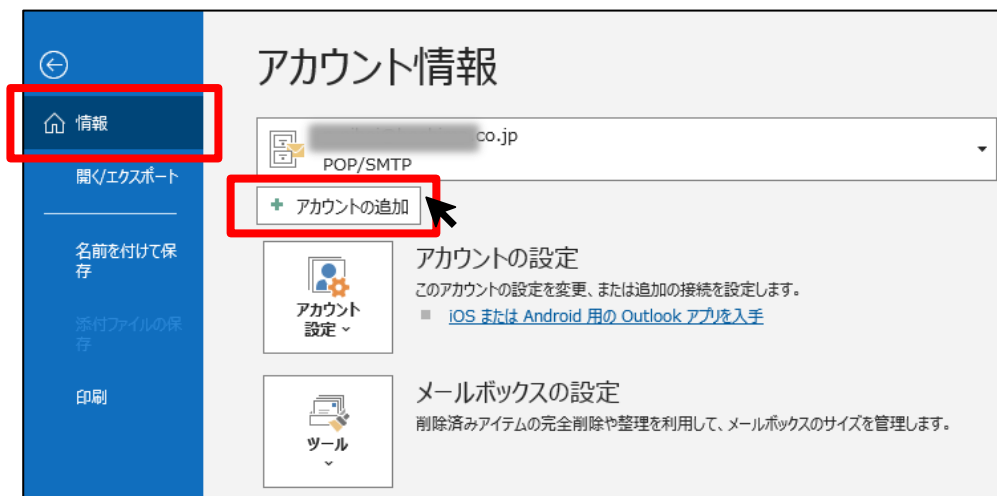 アカウント情報
情報
co.jp
POP/SMTP
開く/エクスポート
アカウントの追加
名前を付けて保
存
アカウントの設定
このアカウントの設定を変更、または追加の接続を設定します。
iOS または Android 用の Outlook アプリを入手
アカウント
設定
添付ファイルの保
存
印刷
メールボックスの設定
削除済みアイテムの完全削除や整理を利用して、メールボックスのサイズを管理します。
ツール